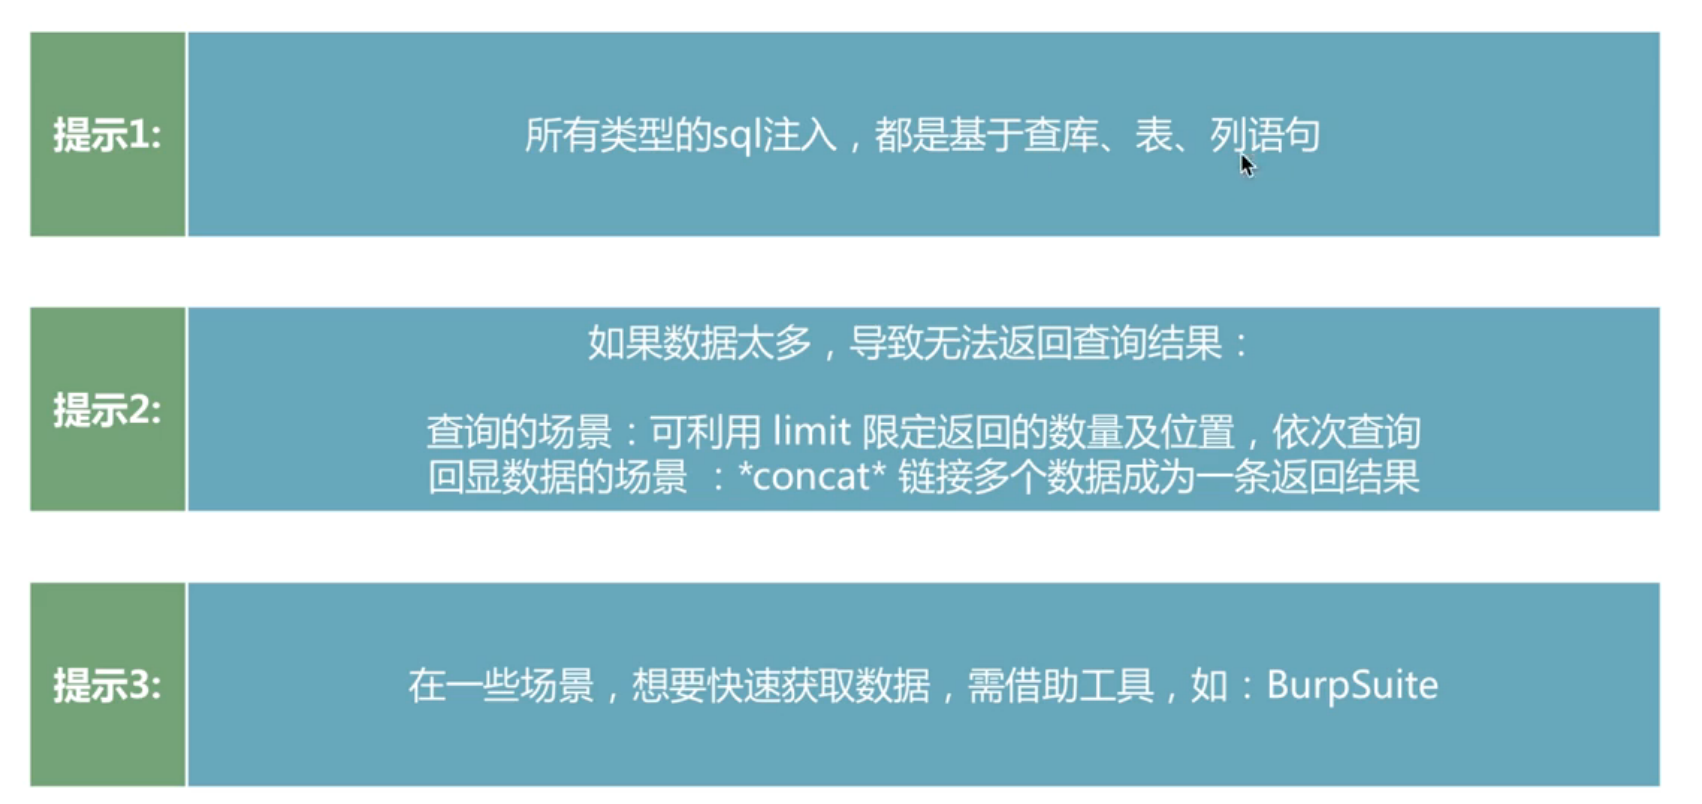 提示1:
所有类型的sql注入，都是基于查库、表、列语句
提示2:
如果数据太多，导致无法返回查询结果：
查询的场景：可利用 limit 限定返回的数量及位置，依次查询
回显数据的场景 ：*concat* 链接多个数据成为一条返回结果
提示3:
在一些场景，想要快速获取数据，需借助工具，如：BurpSuite